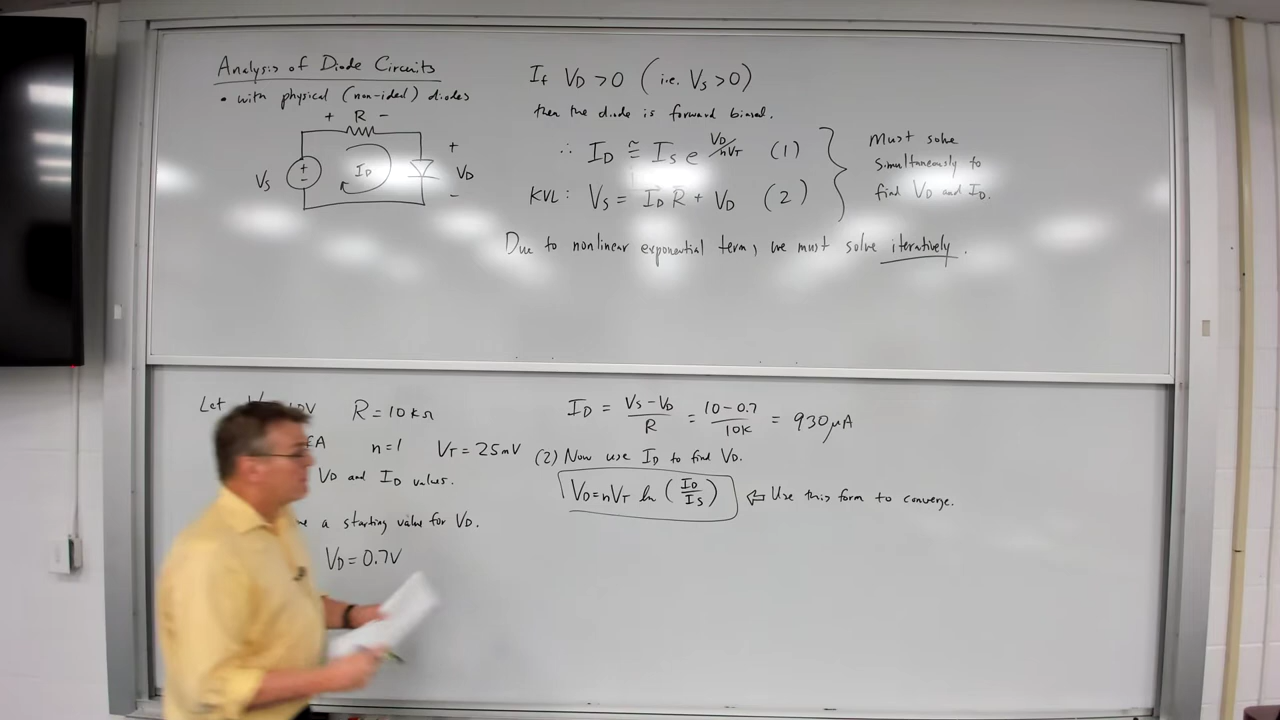 Analysis of Diode Circuits
• with physical (non-ideal) diodes
+ R -
VS
+
-
ID
+
VD
-
If VD > 0 (i.e. VS > 0)
then the diode is forward biased.
∴ ID ≅ IS e^VD/nVT (1)
KVL: VS = ID R + VD (2)
Must solve
simultaneously to
find VD and ID.
Due to nonlinear exponential term, we must solve iteratively.
Let R = 10kΩ
n=1 VT = 25mV
VD and ID values.
a starting value for VD.
VD = 0.7V
ID = VS - VD / R = 10 - 0.7 / 10K = 930μA
(2) Now use ID to find VD.
VD = nVT ln (ID / IS) ⇐ Use this form to converge.